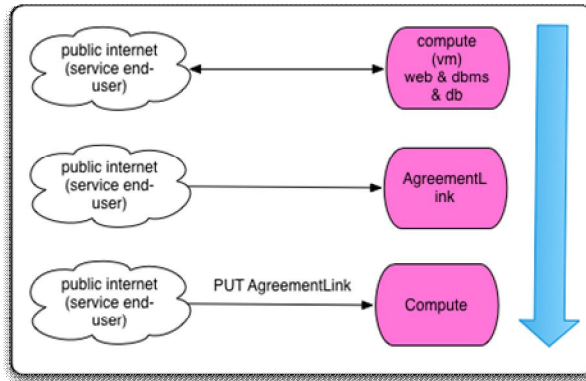 public internet
(service end-
user)
compute
(vm)
web & dbms
& db
public internet
(service end-
user)
AgreementL
ink
public internet
(service end-
user)
PUT AgreementLink
Compute